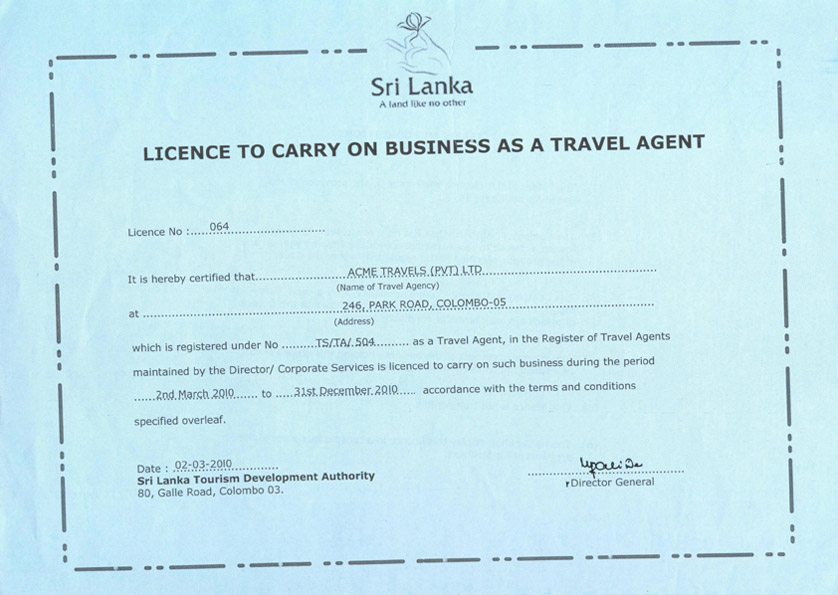 Sri Lanka
A land like no other
LICENCE TO CARRY ON BUSINESS AS A TRAVEL AGENT
Licence No :.....064..............................
It is hereby certified that............................ACME TRAVELS (PVT) LTD.....................................................
(Name of Travel Agency)
at .............................................................246, PARK ROAD, COLOMBO-05.............................................
(Address)
which is registered under No ..........TS/TA/ 504......... as a Travel Agent, in the Register of Travel Agents
maintained by the Director/ Corporate Services is licenced to carry on such business during the period
......2nd March 2010...... to .....31st December 2010..... accordance with the terms and conditions
specified overleaf.
Date : 02-03-2010
Sri Lanka Tourism Development Authority
80, Galle Road, Colombo 03.
Director General